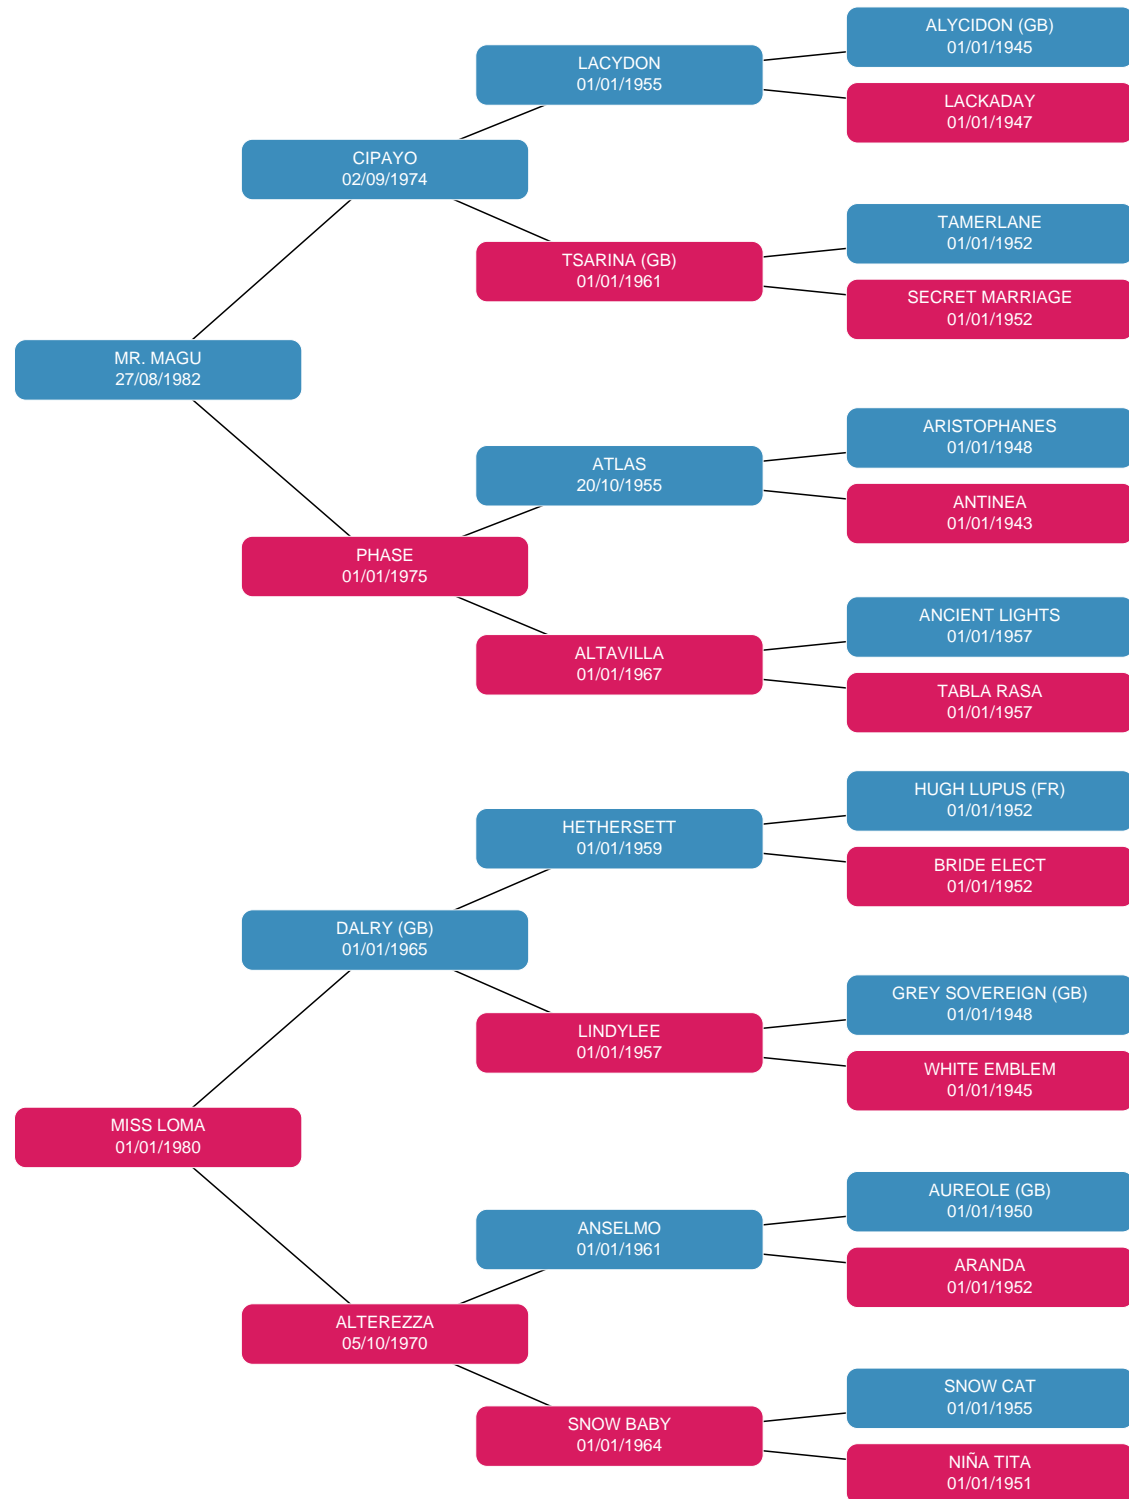 ALYCIDON (GB)
01/01/1945
LACYDON
01/01/1955
LACKADAY
01/01/1947
CIPAYO
02/09/1974
TAMERLANE
01/01/1952
TSARINA (GB)
01/01/1961
SECRET MARRIAGE
01/01/1952
MR. MAGU
27/08/1982
ARISTOPHANES
01/01/1948
ATLAS
20/10/1955
ANTINEA
01/01/1943
PHASE
01/01/1975
ANCIENT LIGHTS
01/01/1957
ALTAVILLA
01/01/1967
TABLA RASA
01/01/1957
HUGH LUPUS (FR)
01/01/1952
HETHERSETT
01/01/1959
BRIDE ELECT
01/01/1952
DALRY (GB)
01/01/1965
GREY SOVEREIGN (GB)
01/01/1948
LINDYLEE
01/01/1957
WHITE EMBLEM
01/01/1945
MISS LOMA
01/01/1980
AUREOLE (GB)
01/01/1950
ANSELMO
01/01/1961
ARANDA
01/01/1952
ALTEREZZA
05/10/1970
SNOW CAT
01/01/1955
SNOW BABY
01/01/1964
NIÑA TITA
01/01/1951